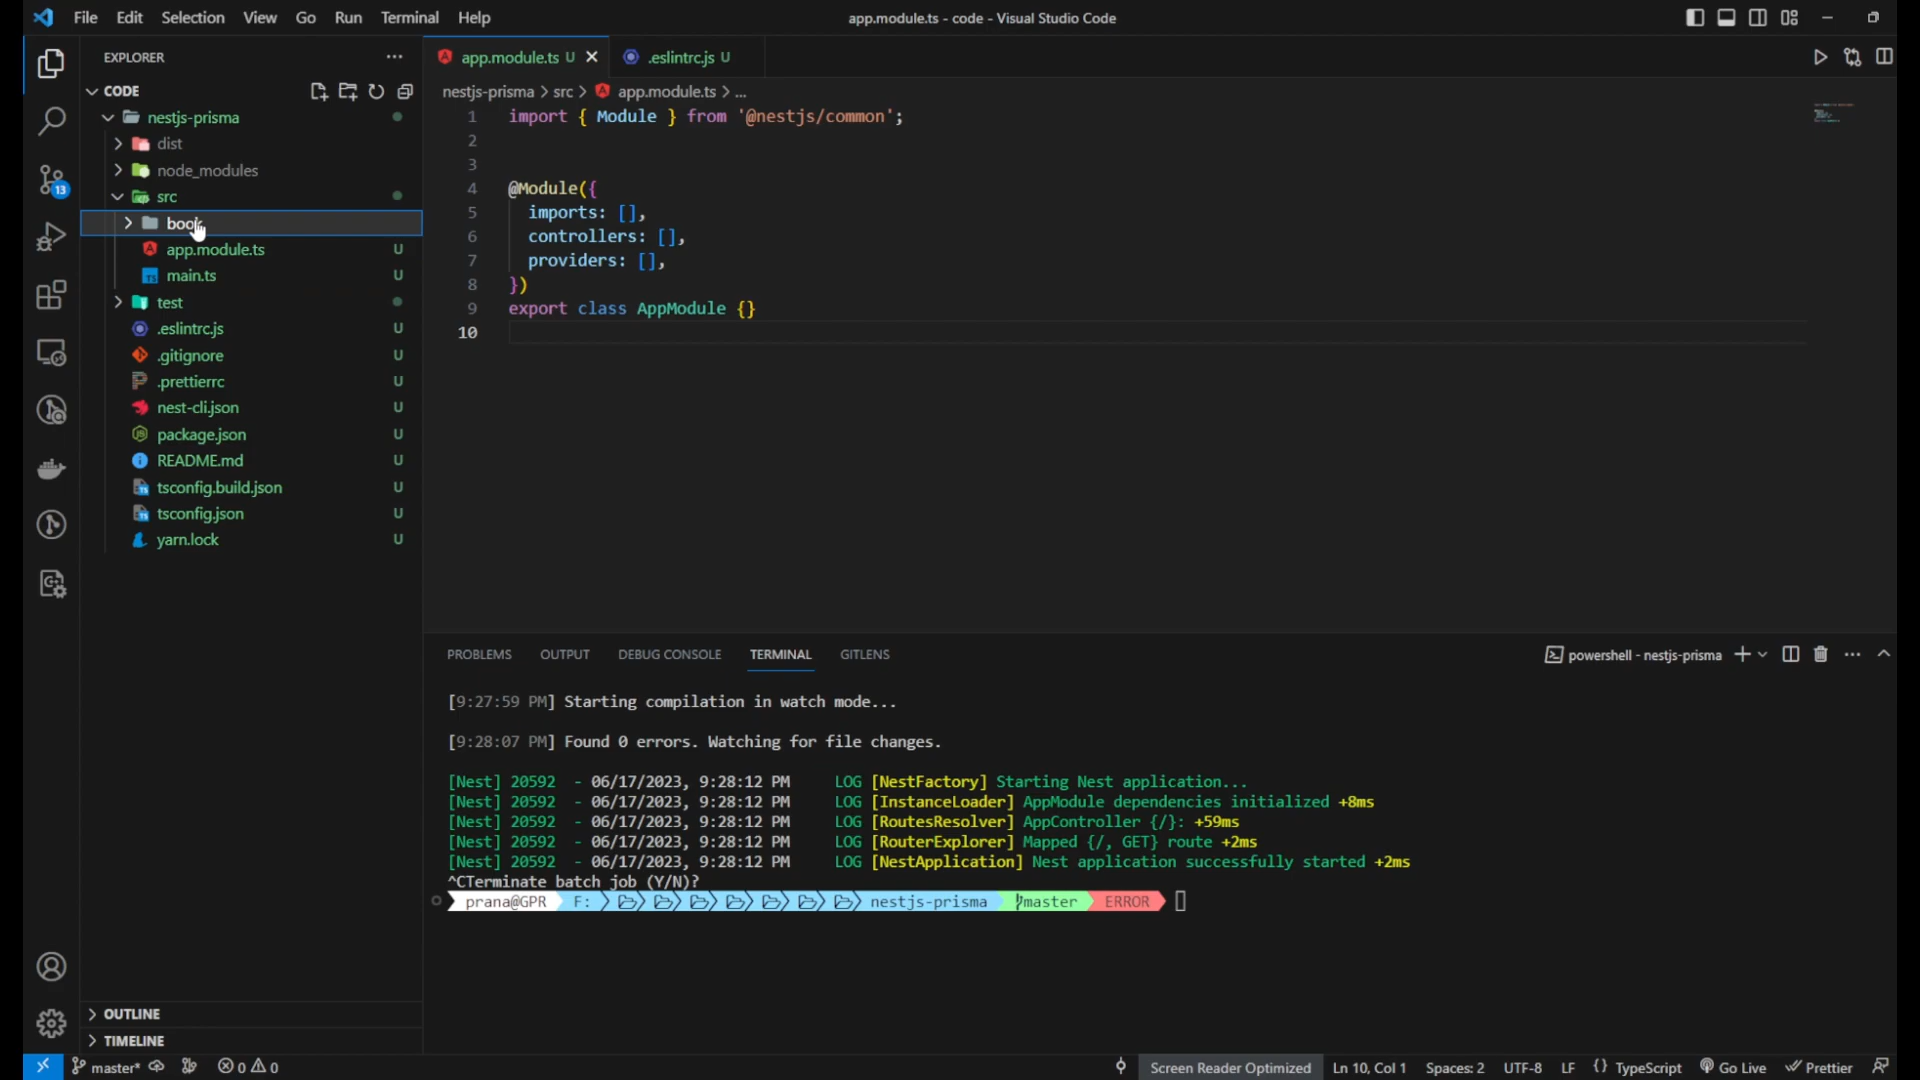 File Edit Selection View Go Run Terminal Help
app.module.ts - code - Visual Studio Code
EXPLORER
CODE
nestjs-prisma
dist
node_modules
src
app.module.ts U
main.ts U
test
.eslintrc.js U
.gitignore U
.prettierrc U
nest-cli.json U
package.json U
README.md U
tsconfig.build.json U
tsconfig.json U
yarn.lock U
OUTLINE
TIMELINE
13
app.module.ts U
.eslintrc.js U
nestjs-prisma > src > app.module.ts > ...
1 import { Module } from '@nestjs/common';
2
3
4 @Module({
5 imports: [],
6 controllers: [],
7 providers: [],
8 })
9 export class AppModule {}
10
PROBLEMS OUTPUT DEBUG CONSOLE TERMINAL GITLENS
powershell - nestjs-prisma
[9:27:59 PM] Starting compilation in watch mode...
[9:28:07 PM] Found 0 errors. Watching for file changes.
[Nest] 20592 - 06/17/2023, 9:28:12 PM LOG [NestFactory] Starting Nest application...
[Nest] 20592 - 06/17/2023, 9:28:12 PM LOG [InstanceLoader] AppModule dependencies initialized +8ms
[Nest] 20592 - 06/17/2023, 9:28:12 PM LOG [RoutesResolver] AppController {/}: +59ms
[Nest] 20592 - 06/17/2023, 9:28:12 PM LOG [RouterExplorer] Mapped {/, GET} route +2ms
[Nest] 20592 - 06/17/2023, 9:28:12 PM LOG [NestApplication] Nest application successfully started +2ms
^CTerminate batch job (Y/N)?
prana@GPR F: nestjs-prisma master ERROR
master* 0 0 Screen Reader Optimized Ln 10, Col 1 Spaces: 2 UTF-8 LF {} TypeScript Go Live Prettier